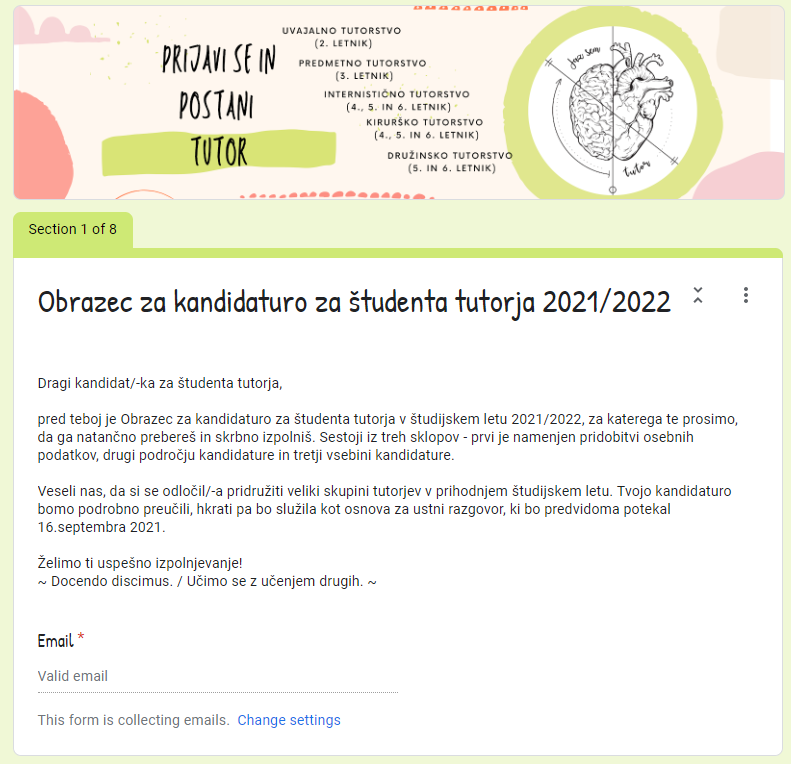 PRIJAVI SE IN
POSTANI
TUTOR
UVAJALNO TUTORSTVO
(2. LETNIK)
PREDMETNO TUTORSTVO
(3. LETNIK)
INTERNISTIČNO TUTORSTVO
(4., 5. IN 6. LETNIK)
KIRURŠKO TUTORSTVO
(4., 5. IN 6. LETNIK)
DRUŽINSKO TUTORSTVO
(5. IN 6. LETNIK)
Jaz sem
tutor
Section 1 of 8
Obrazec za kandidaturo za študenta tutorja 2021/2022
Dragi kandidat/-ka za študenta tutorja,
pred teboj je Obrazec za kandidaturo za študenta tutorja v študijskem letu 2021/2022, za katerega te prosimo,
da ga natančno prebereš in skrbno izpolniš. Sestoji iz treh sklopov - prvi je namenjen pridobitvi osebnih
podatkov, drugi področju kandidature in tretji vsebini kandidature.
Veseli nas, da si se odločil/-a pridružiti veliki skupini tutorjev v prihodnjem študijskem letu. Tvojo kandidaturo
bomo podrobno preučili, hkrati pa bo služila kot osnova za ustni razgovor, ki bo predvidoma potekal
16.septembra 2021.
Želimo ti uspešno izpolnjevanje!
~ Docendo discimus. / Učimo se z učenjem drugih. ~
Email *
Valid email
This form is collecting emails. Change settings